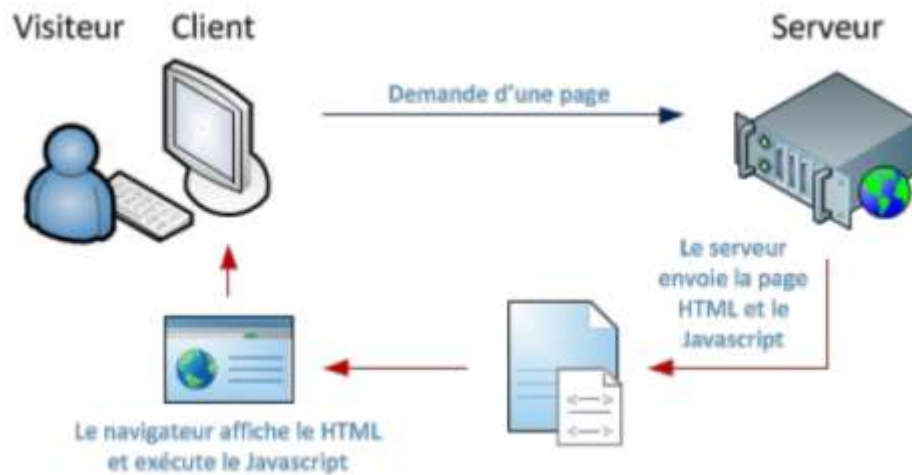 Visiteur
Client
Serveur
Demande d'une page
Le serveur
envoie la page
HTML et le
Javascript
<-->
<-->
Le navigateur affiche le HTML
et exécute le Javascript